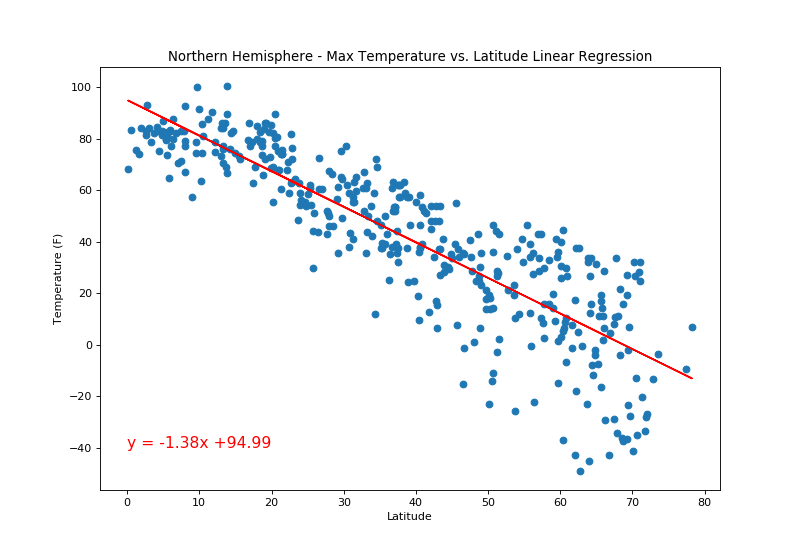 Northern Hemisphere - Max Temperature vs. Latitude Linear Regression
100
80
60
40
20
0
−20
−40
Temperature (F)
y = -1.38x +94.99
0 10 20 30 40 50 60 70 80
Latitude